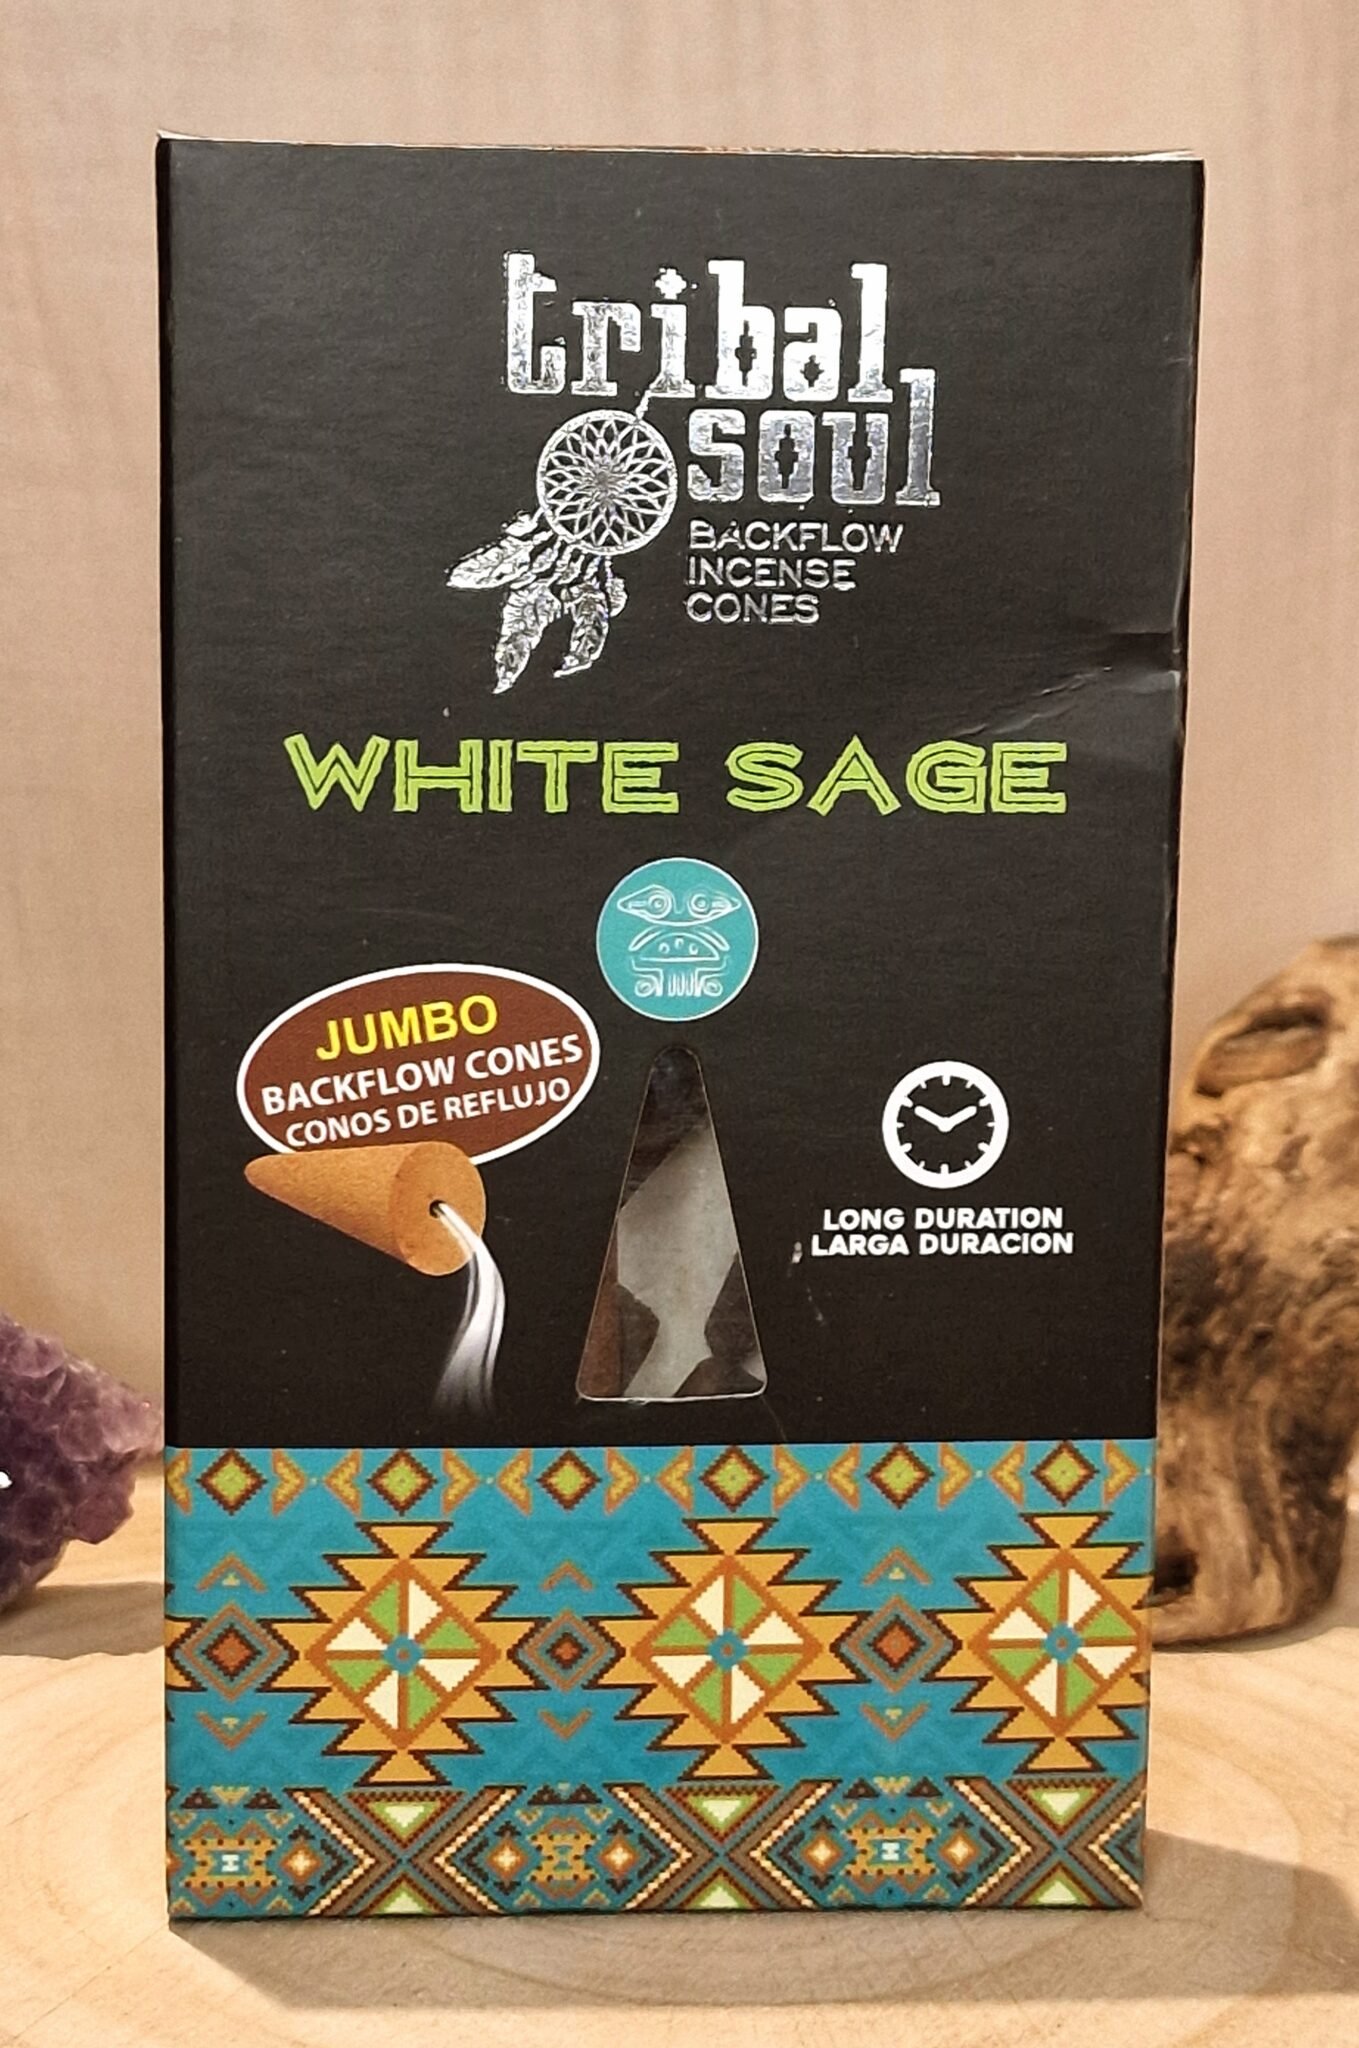 tribal
soul
BACKFLOW
INCENSE
CONES
WHITE SAGE
JUMBO
BACKFLOW CONES
CONOS DE REFLUJO
LONG DURATION
LARGA DURACION